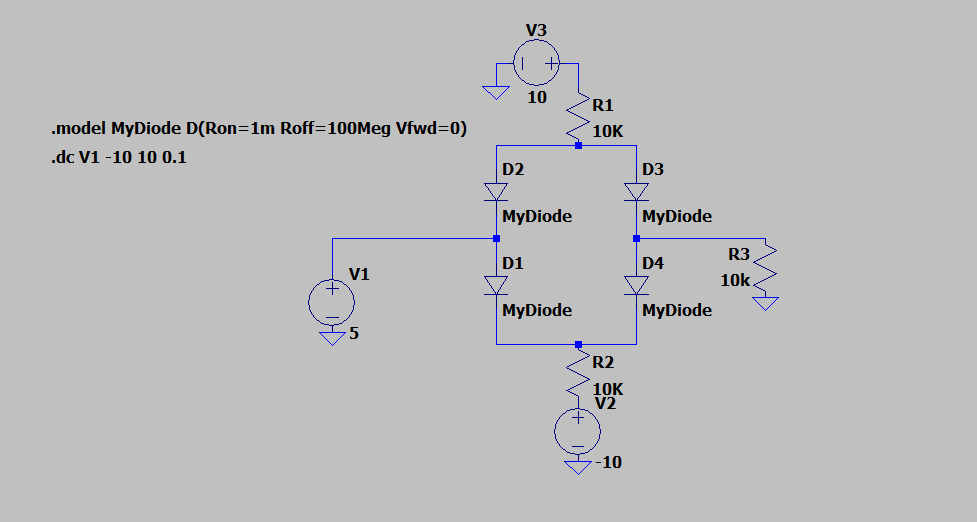 V3
10
R1
10K
.model MyDiode D(Ron=1m Roff=100Meg Vfwd=0)
.dc V1 -10 10 0.1
D2
MyDiode
D3
MyDiode
V1
5
D1
MyDiode
D4
MyDiode
R3
10k
R2
10K
V2
-10